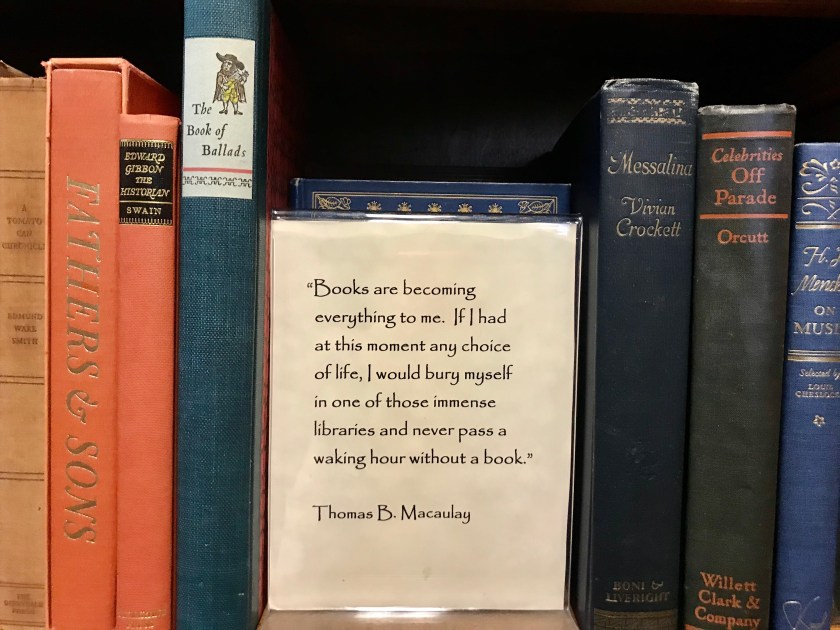 A
TOMATO
CAN
CHRONICLE
EDMUND
WARE
SMITH
FATHERS & SONS
EDWARD
GIBBON
THE
HISTORIAN
SWAIN
The
Book of
Ballads
“Books are becoming
everything to me.  If I had
at this moment any choice
of life, I would bury myself
in one of those immense
libraries and never pass a
waking hour without a book.”
Thomas B. Macaulay
Messalina
Vivian
Crockett
BONI &
LIVERIGHT
Celebrities
Off
Parade
Orcutt
Willett
Clark &
Company
H. L.
ON
MUSIC
Selected by
LOUIS